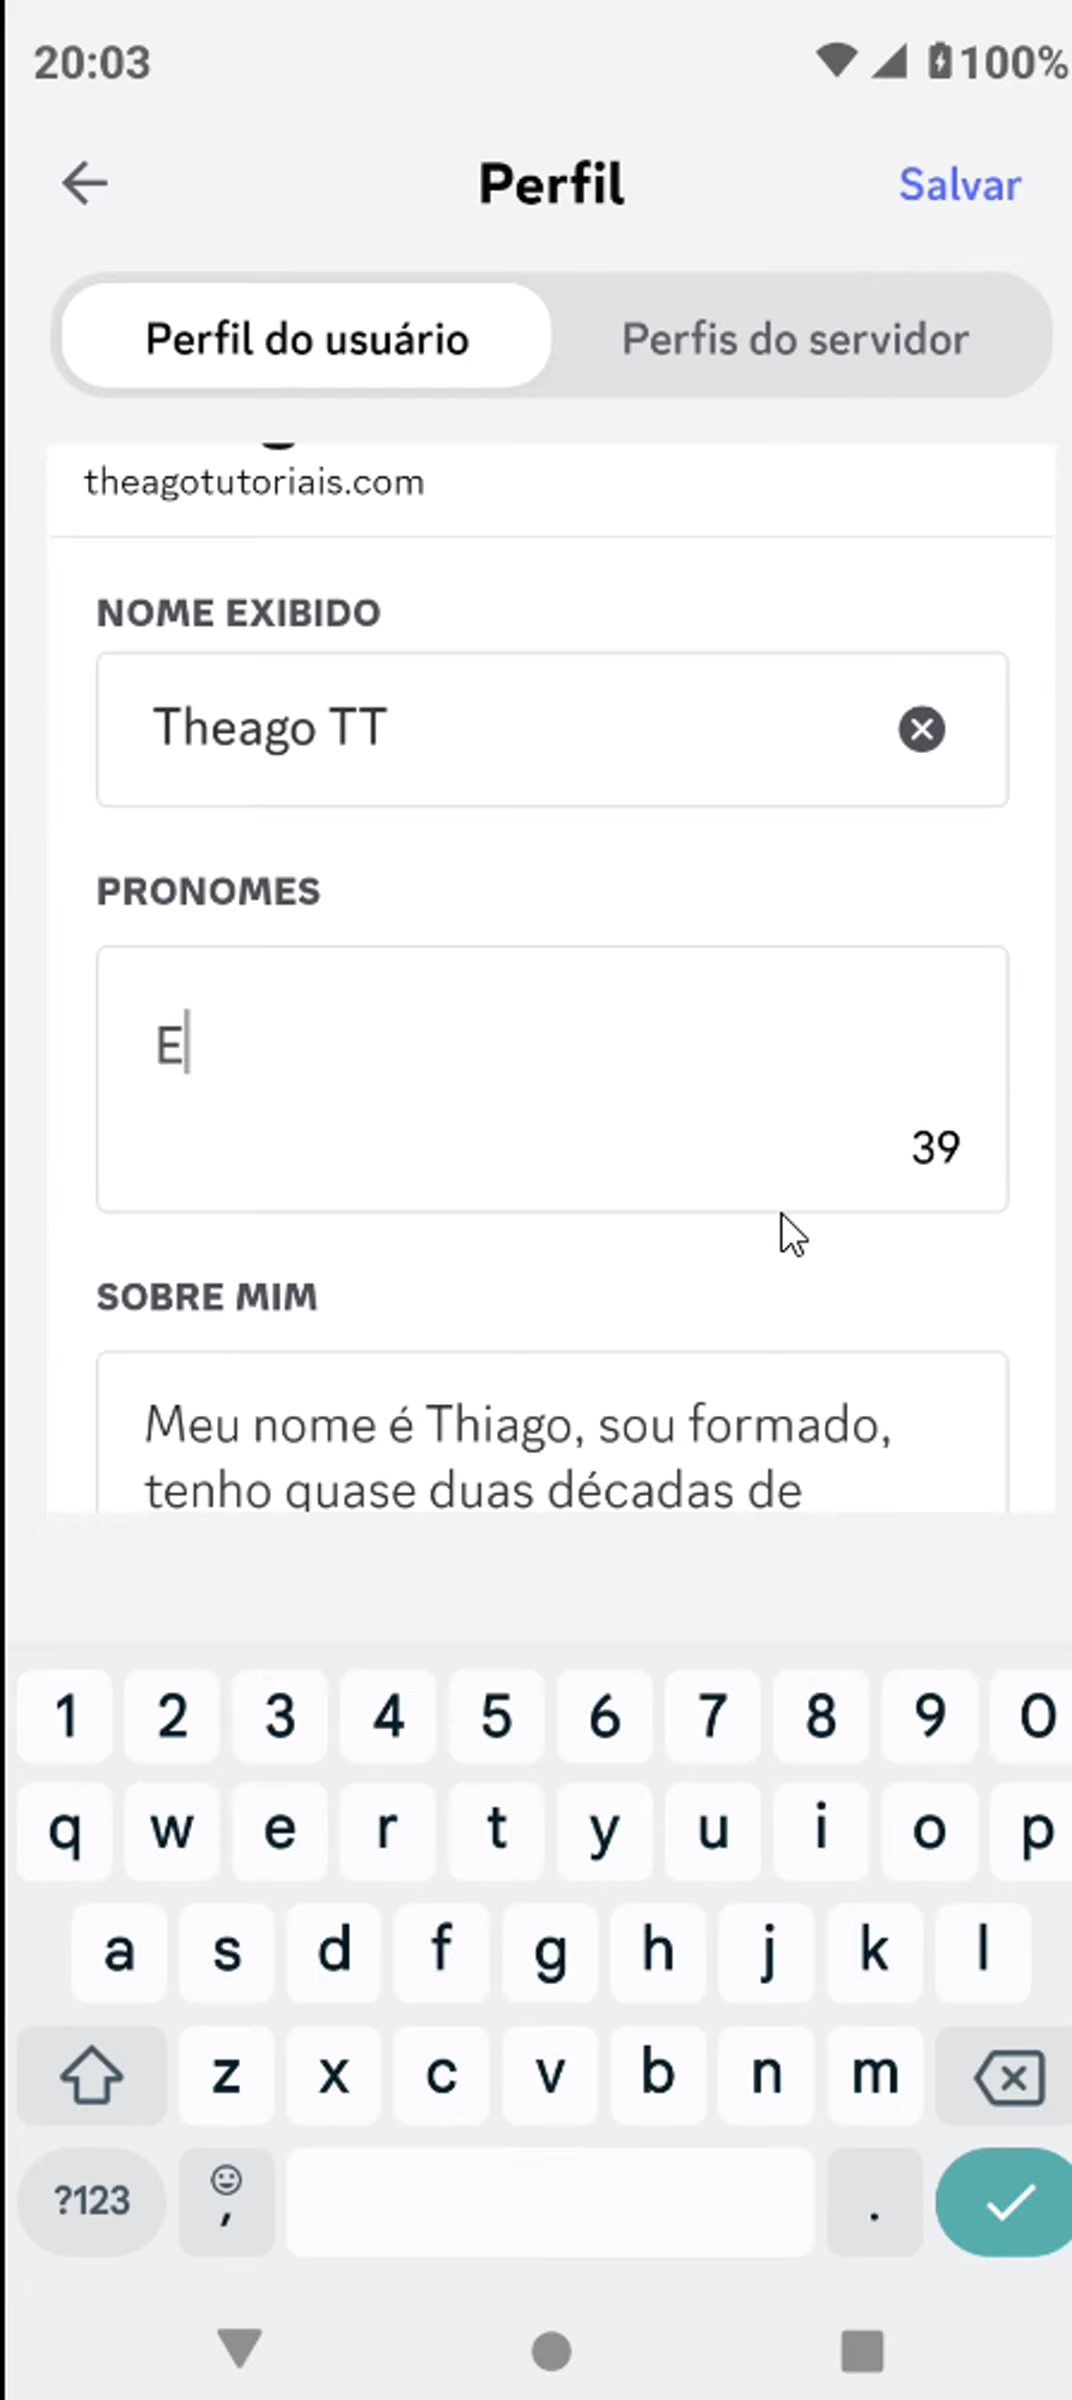 20:03
100%
Perfil
Salvar
Perfil do usuário
Perfis do servidor
theagotutoriais.com
NOME EXIBIDO
Theago TT
PRONOMES
E
39
SOBRE MIM
Meu nome é Thiago, sou formado,
tenho quase duas décadas de
1 2 3 4 5 6 7 8 9 0
q w e r t y u i o p
a s d f g h j k l
z x c v b n m
?123 , .